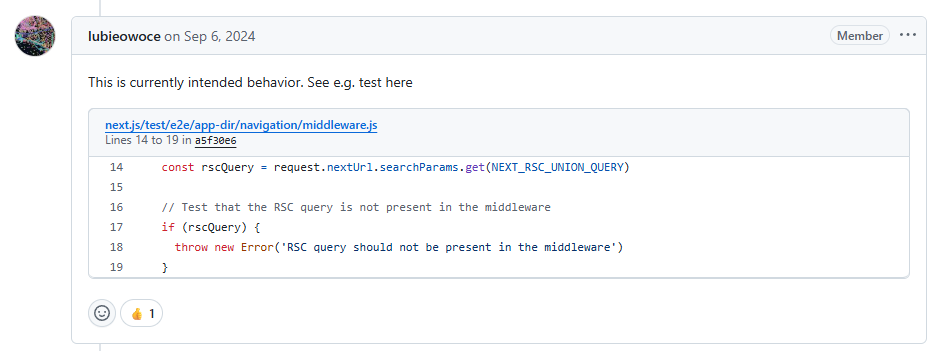 lubieowoce on Sep 6, 2024 Member ...
This is currently intended behavior. See e.g. test here
next.js/test/e2e/app-dir/navigation/middleware.js
Lines 14 to 19 in a5f30e6
14 const rscQuery = request.nextUrl.searchParams.get(NEXT_RSC_UNION_QUERY)
15
16 // Test that the RSC query is not present in the middleware
17 if (rscQuery) {
18   throw new Error('RSC query should not be present in the middleware')
19 }
👍 1